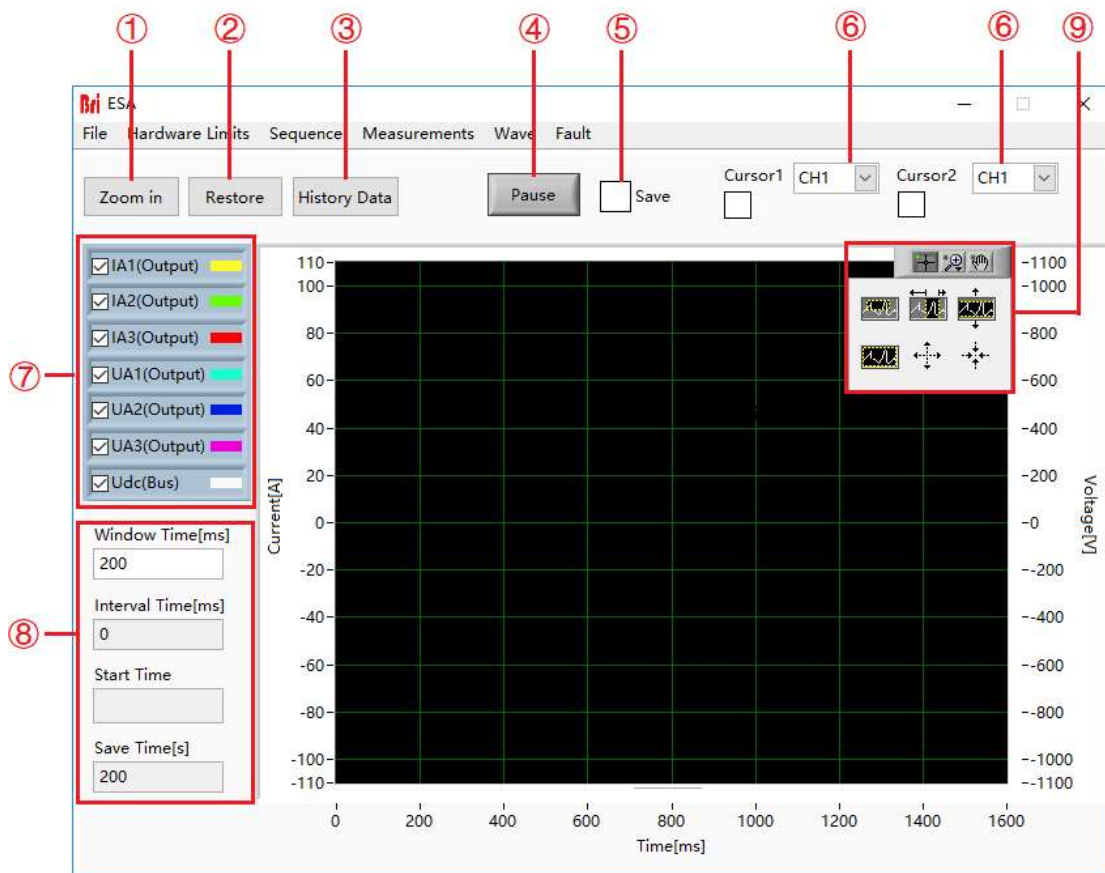 ① ② ③ ④ ⑤ ⑥ ⑥ ⑨
Bri ESA
File Hardware Limits Sequence Measurements Wave Fault
Zoom in Restore History Data Pause Save Cursor1 CH1 Cursor2 CH1
⑦
IA1(Output)
IA2(Output)
IA3(Output)
UA1(Output)
UA2(Output)
UA3(Output)
Udc(Bus)
⑧
Window Time[ms]
200
Interval Time[ms]
0
Start Time
Save Time[s]
200
Current[A]
110
100
80
60
40
20
0
-20
-40
-60
-80
-100
-110
-1100
-1000
-800
-600
-400
-200
-0
--200
--400
--600
--800
--1000
--1100
Voltage[V]
0 200 400 600 800 1000 1200 1400 1600
Time[ms]